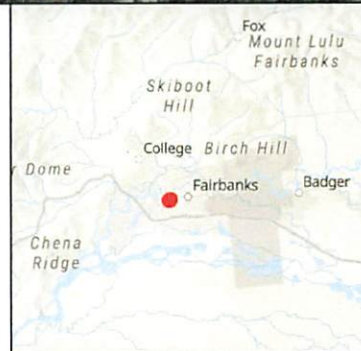 Fox
Mount Lulu
Fairbanks
Skiboot
Hill
College
Birch Hill
r Dome
Fairbanks
Badger
Chena
Ridge